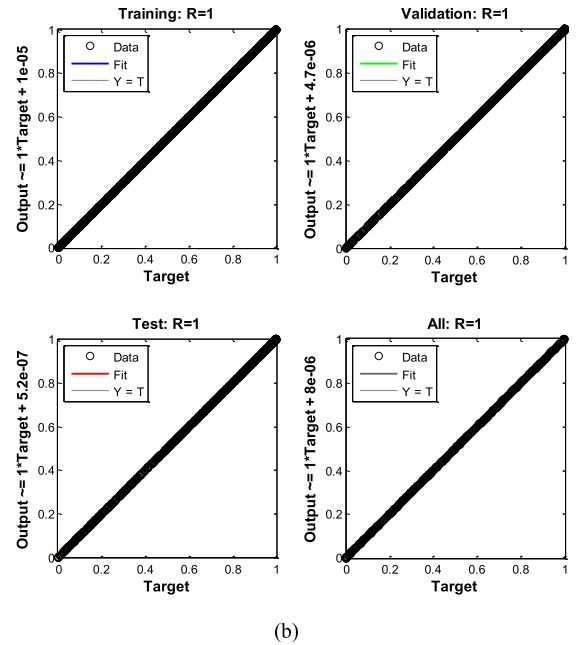 Training: R=1
Output ~= 1*Target + 1e-05
1
0.8
0.6
0.4
0.2
0
Data
Fit
Y = T
0 0.2 0.4 0.6 0.8 1
Target
Validation: R=1
Output ~= 1*Target + 4.7e-06
1
0.8
0.6
0.4
0.2
0
Data
Fit
Y = T
0 0.2 0.4 0.6 0.8 1
Target
Test: R=1
Output ~= 1*Target + 5.2e-07
1
0.8
0.6
0.4
0.2
0
Data
Fit
Y = T
0 0.2 0.4 0.6 0.8 1
Target
All: R=1
Output ~= 1*Target + 8e-06
1
0.8
0.6
0.4
0.2
0
Data
Fit
Y = T
0 0.2 0.4 0.6 0.8 1
Target
(b)